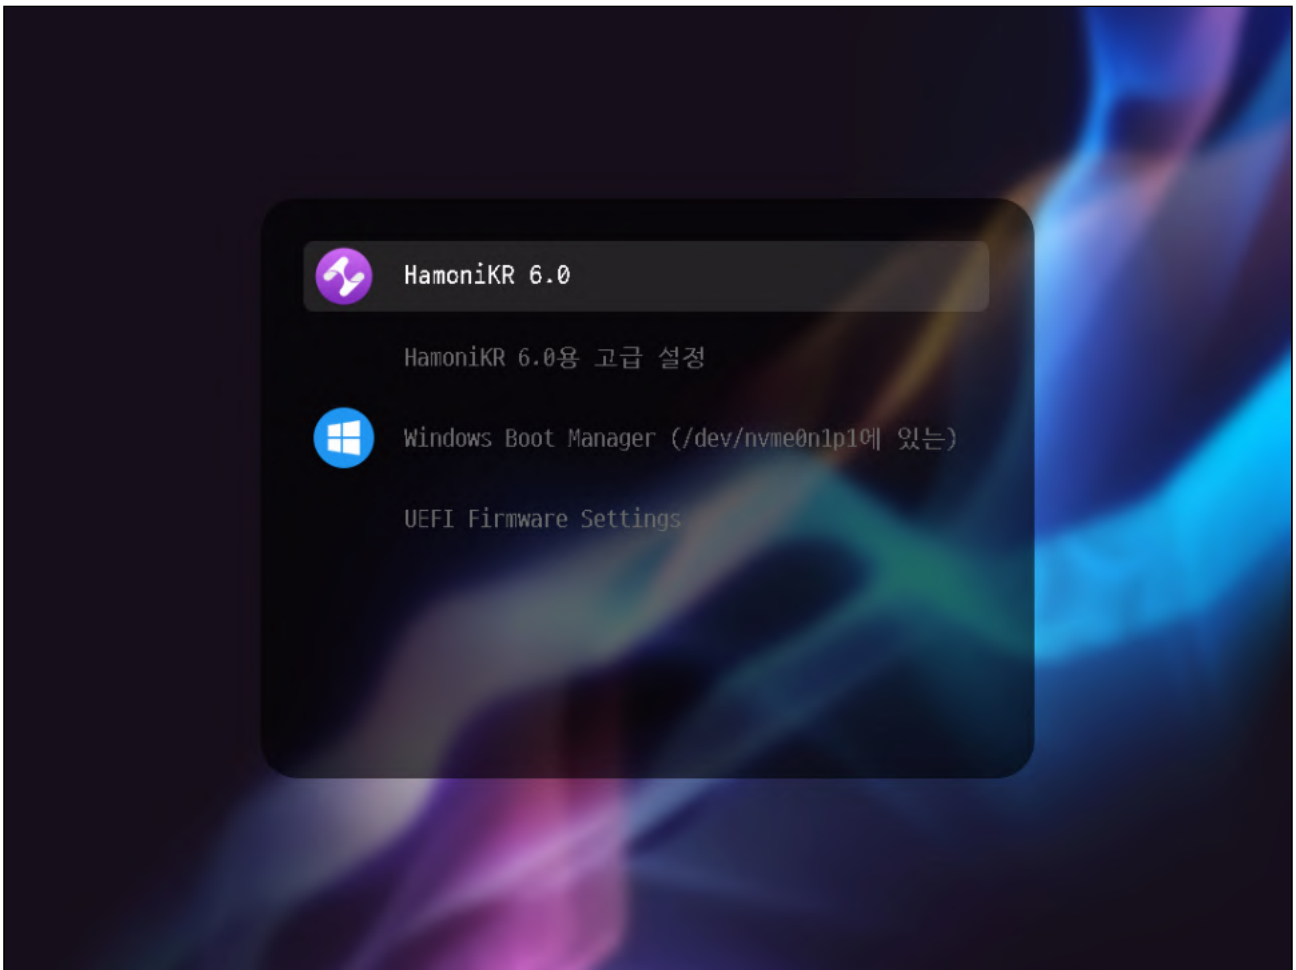 HamoniKR 6.0
HamoniKR 6.0용 고급 설정
Windows Boot Manager (/dev/nvme0n1p1에 있는)
UEFI Firmware Settings